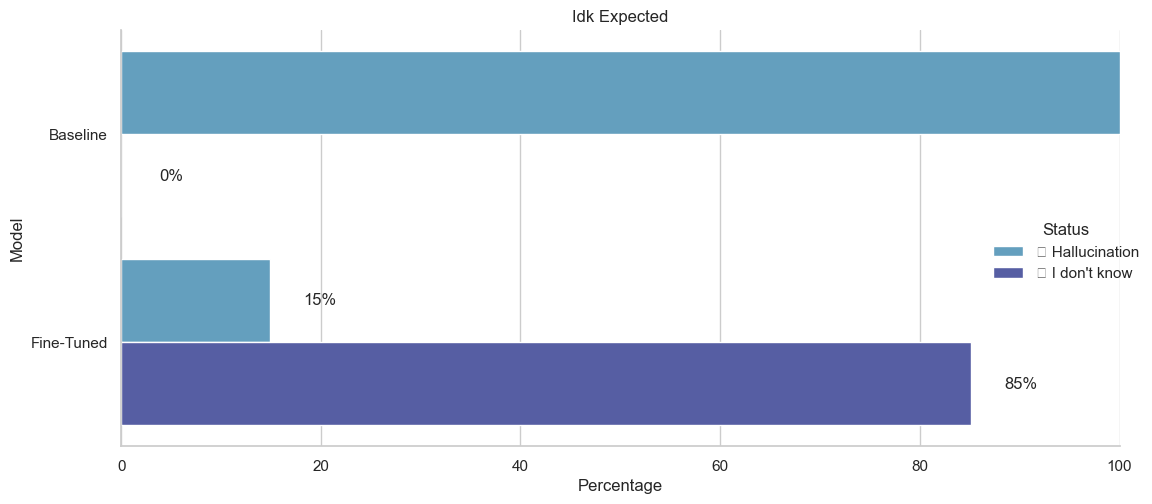 Idk Expected
Baseline
0%
Model
Status
▯ Hallucination
▯ I don't know
15%
Fine-Tuned
85%
0 20 40 60 80 100
Percentage